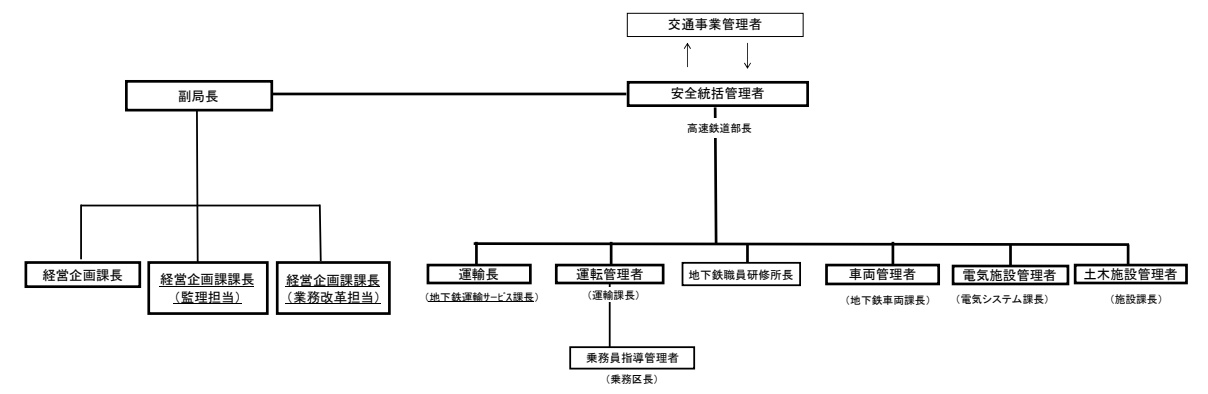 交通事業管理者
副局長
安全統括管理者
高速鉄道部長
経営企画課長
経営企画課課長
（監理担当）
経営企画課課長
（業務改革担当）
運輸長
（地下鉄運輸ｻｰﾋﾞｽ課長）
運転管理者
（運輸課長）
地下鉄職員研修所長
車両管理者
（地下鉄車両課長）
電気施設管理者
（電気システム課長）
土木施設管理者
（施設課長）
乗務員指導管理者
（乗務区長）